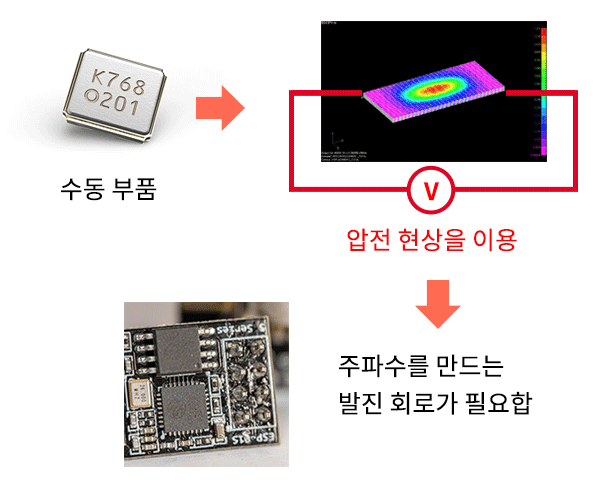 K768
201
수동 부품
V
압전 현상을 이용
주파수를 만드는
발진 회로가 필요합
Series
ESP-01S